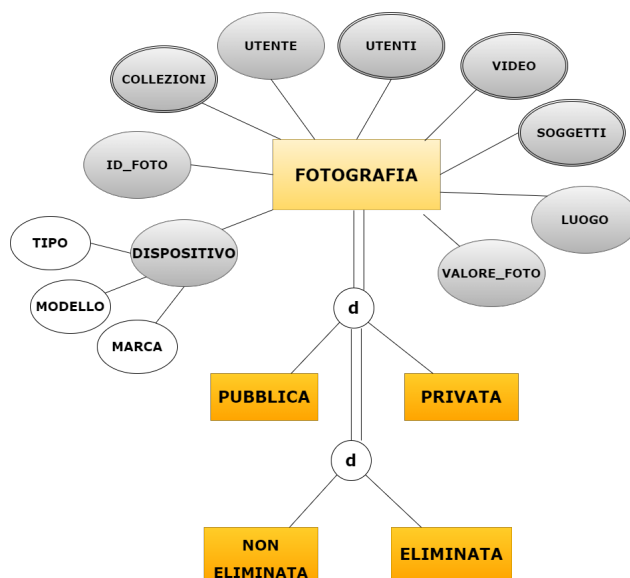 UTENTE
UTENTI
COLLEZIONI
VIDEO
SOGGETTI
ID_FOTO
FOTOGRAFIA
LUOGO
TIPO
DISPOSITIVO
VALORE_FOTO
MODELLO
d
MARCA
PUBBLICA
PRIVATA
d
NON
ELIMINATA
ELIMINATA